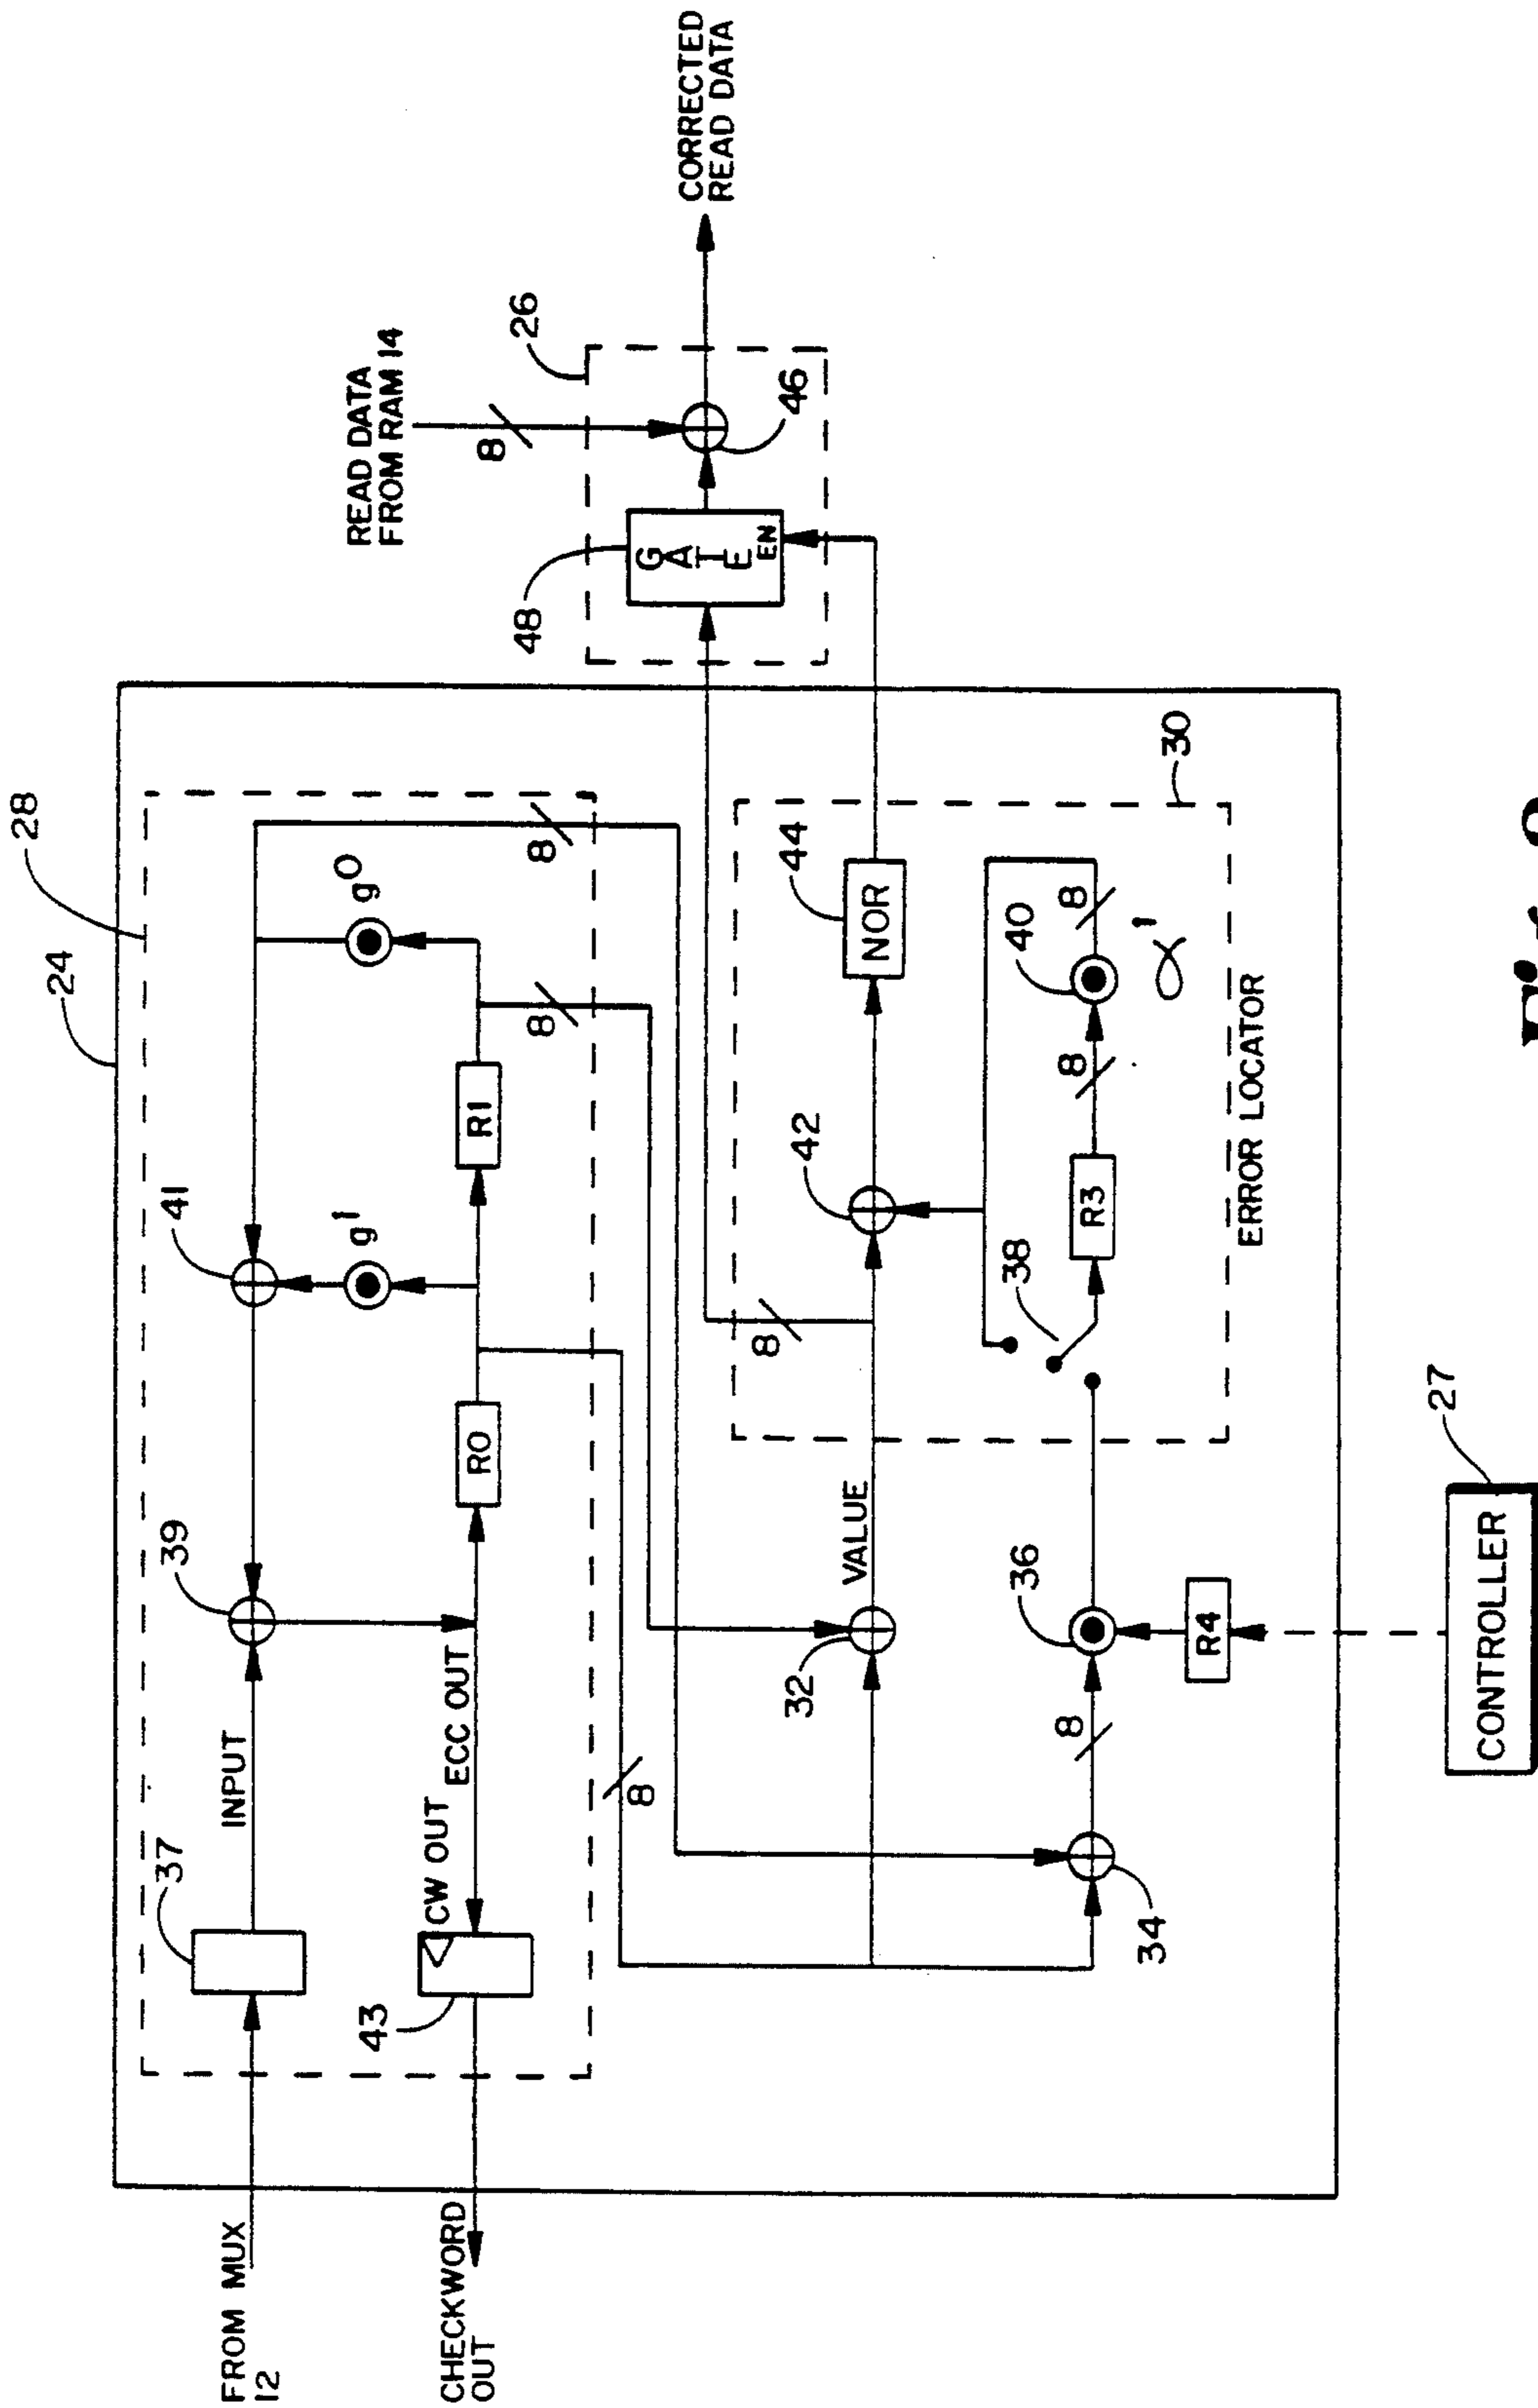 24
28
FROM MUX
12
37
INPUT
39
41
g¹
g⁰
CHECKWORD
OUT
43
CW OUT
ECC OUT
R0
R1
8
8
8
READ DATA
FROM RAM 14
8
26
48
GATE
EN
46
CORRECTED
READ DATA
32
VALUE
8
42
44
NOR
30
34
8
36
R4
38
R3
8
40
8
α¹
ERROR LOCATOR
27
CONTROLLER